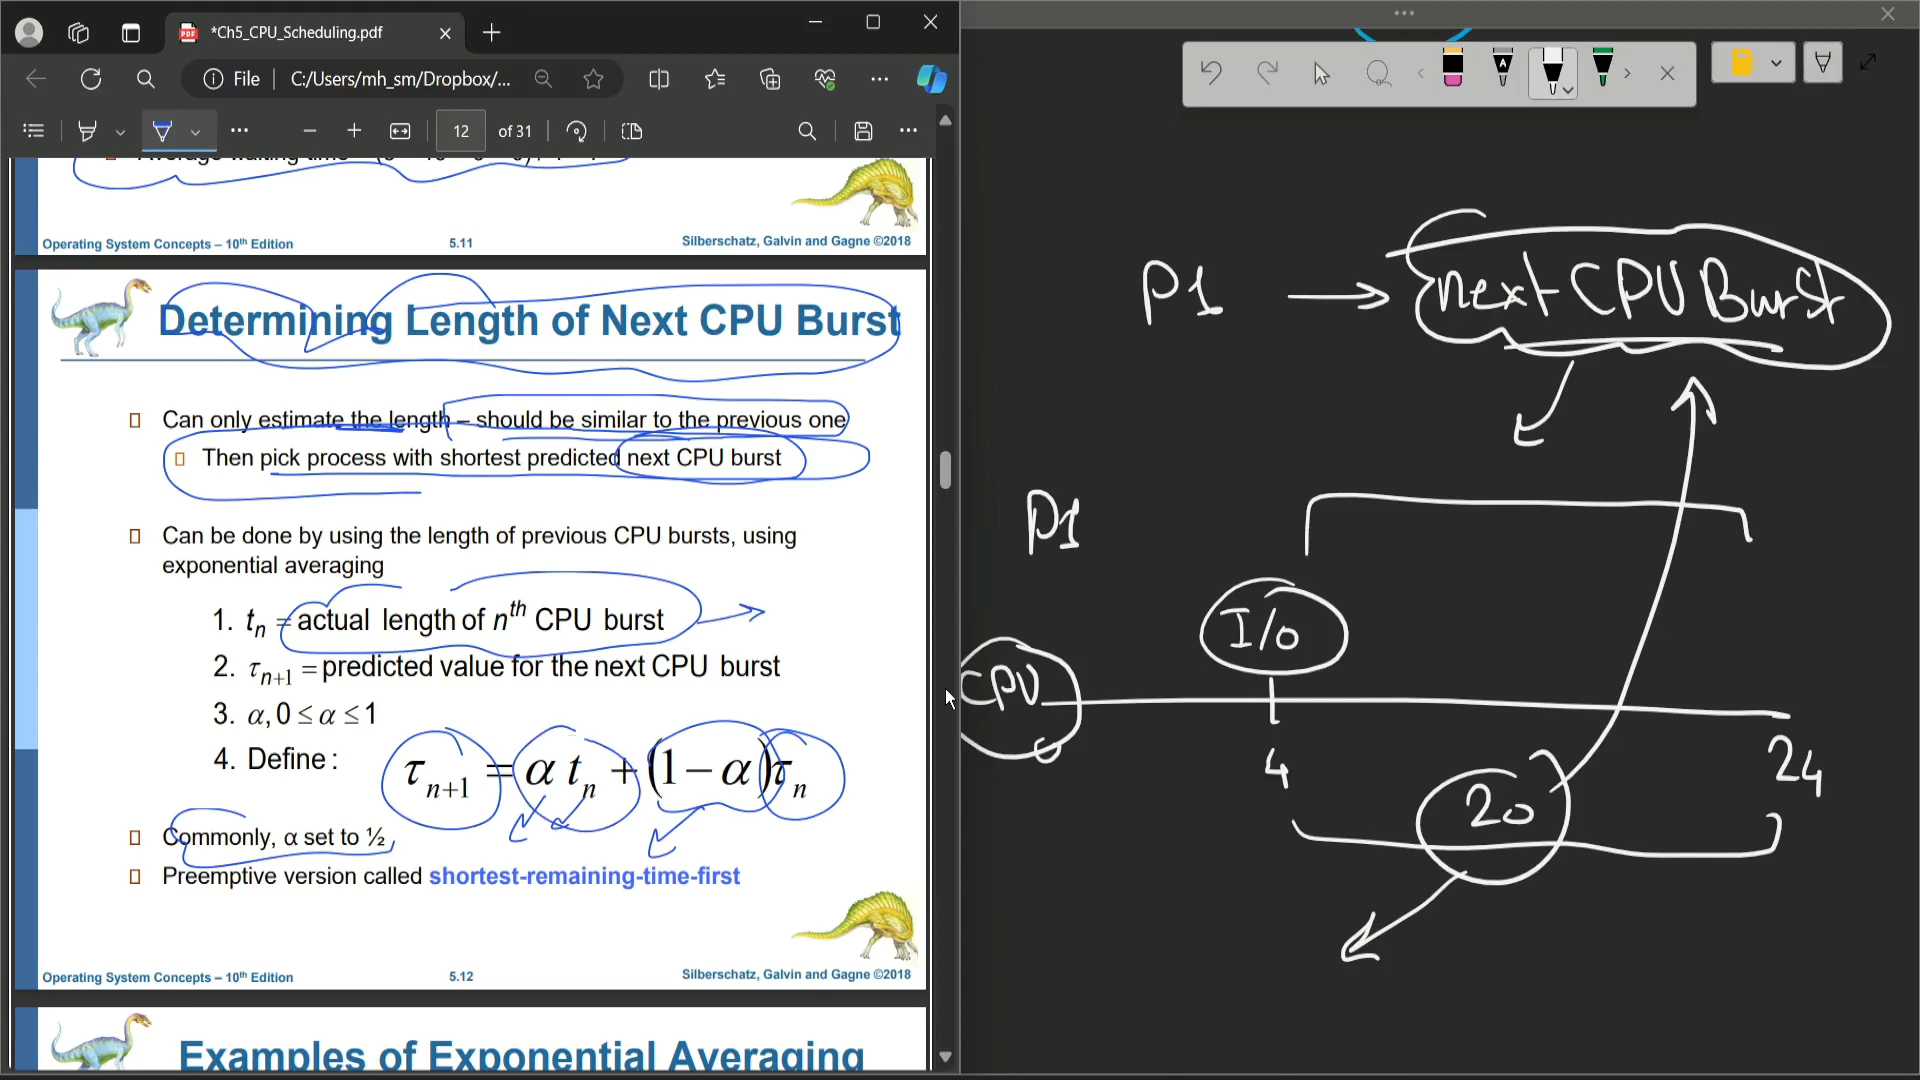 *Ch5_CPU_Scheduling.pdf
File
C:/Users/mh_sm/Dropbox/...
12 of 31
Operating System Concepts – 10th Edition
5.11
Silberschatz, Galvin and Gagne ©2018
Determining Length of Next CPU Burst
Can only estimate the length – should be similar to the previous one
Then pick process with shortest predicted next CPU burst
Can be done by using the length of previous CPU bursts, using
exponential averaging
1. tn = actual length of nth CPU burst
2. τn+1 = predicted value for the next CPU burst
3. α, 0 ≤ α ≤ 1
4. Define :
τn+1 = α tn + (1 − α)τn
Commonly, α set to ½
Preemptive version called shortest-remaining-time-first
Operating System Concepts – 10th Edition
5.12
Silberschatz, Galvin and Gagne ©2018
Examples of Exponential Averaging
P1 → next CPU Burst
P1
I/o
CPU
0
4
24
20